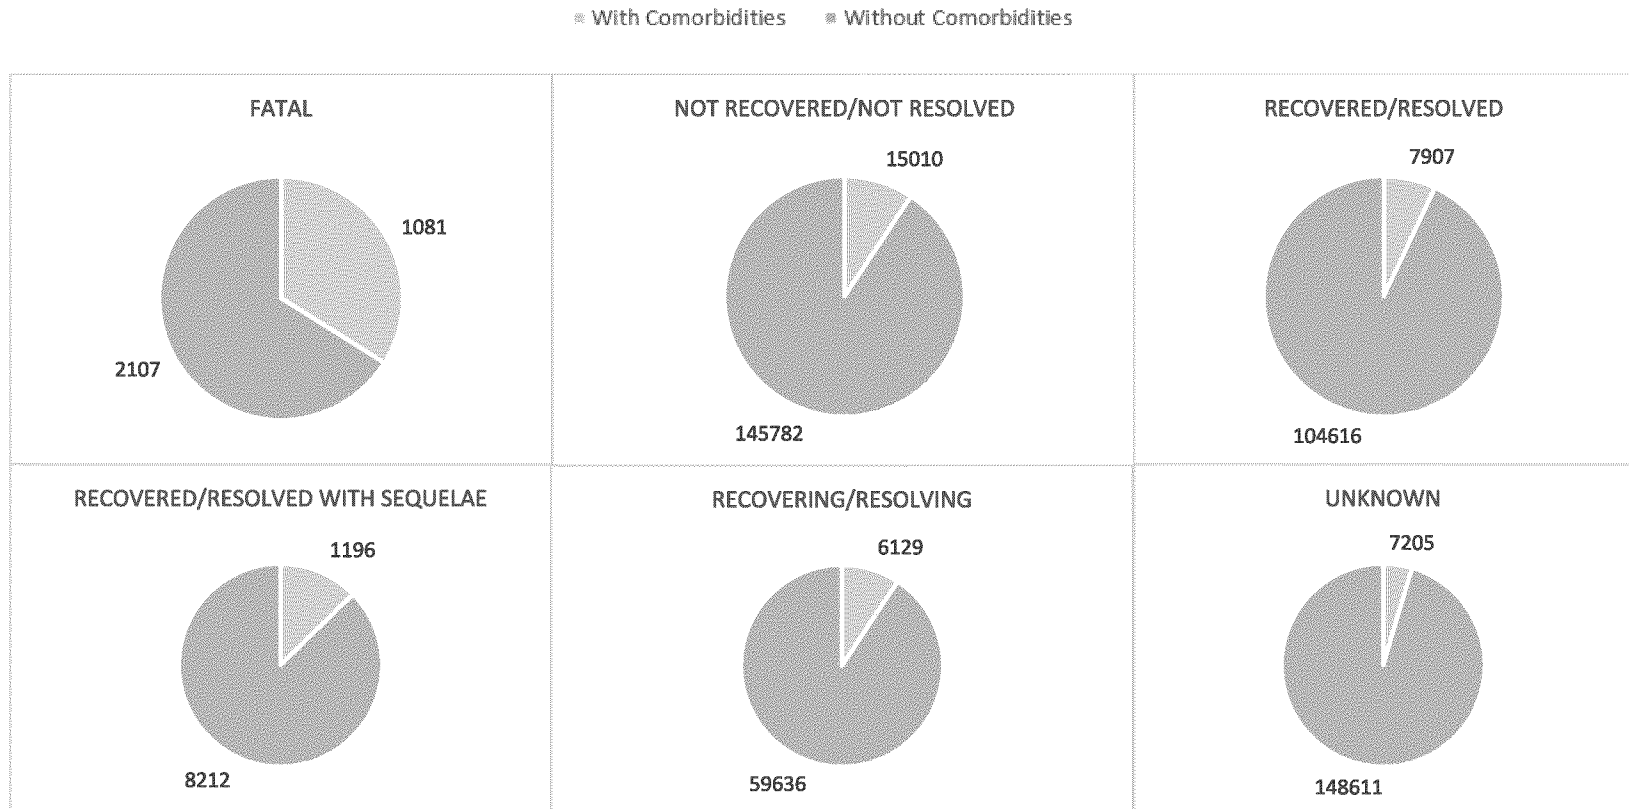 With Comorbidities Without Comorbidities
FATAL
1081
2107
NOT RECOVERED/NOT RESOLVED
15010
145782
RECOVERED/RESOLVED
7907
104616
RECOVERED/RESOLVED WITH SEQUELAE
1196
8212
RECOVERING/RESOLVING
6129
59636
UNKNOWN
7205
148611